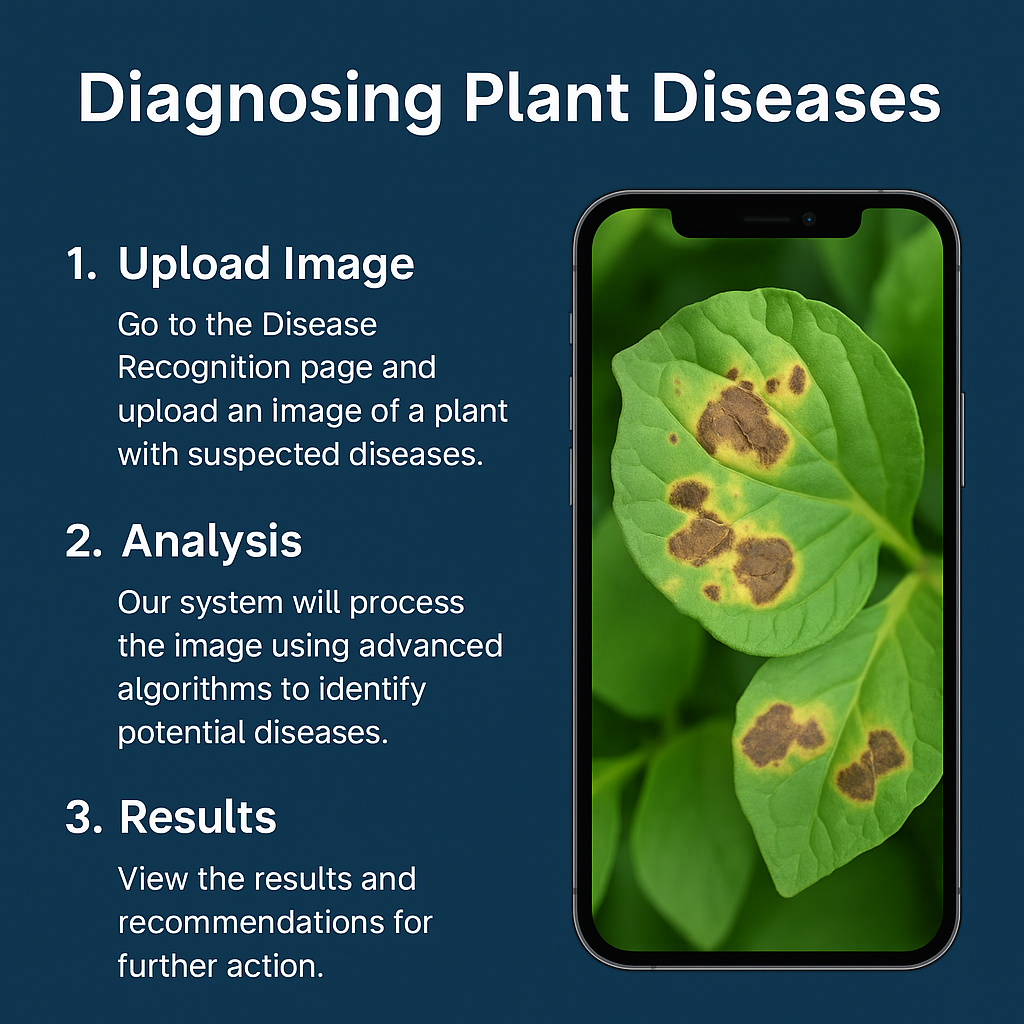 Diagnosing Plant Diseases
1. Upload Image
Go to the Disease
Recognition page and
upload an image of a plant
with suspected diseases.
2. Analysis
Our system will process
the image using advanced
algorithms to identify
potential diseases.
3. Results
View the results and
recommendations for
further action.